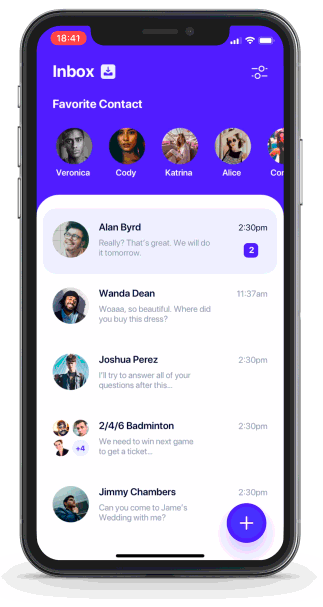 18:41
Inbox
Favorite Contact
Veronica
Cody
Katrina
Alice
Alan Byrd
2:30pm
Really? That's great. We will do
it tomorrow.
2
Wanda Dean
11:37am
Woaaa, so beautiful. Where did
you buy this dress?
Joshua Perez
2:30pm
I'll try to answer all of your
questions after this...
2/4/6 Badminton
2:30pm
+4
We need to win next game
to get a ticket...
Jimmy Chambers
2:30pm
Can you come to Jame's
Wedding with me?